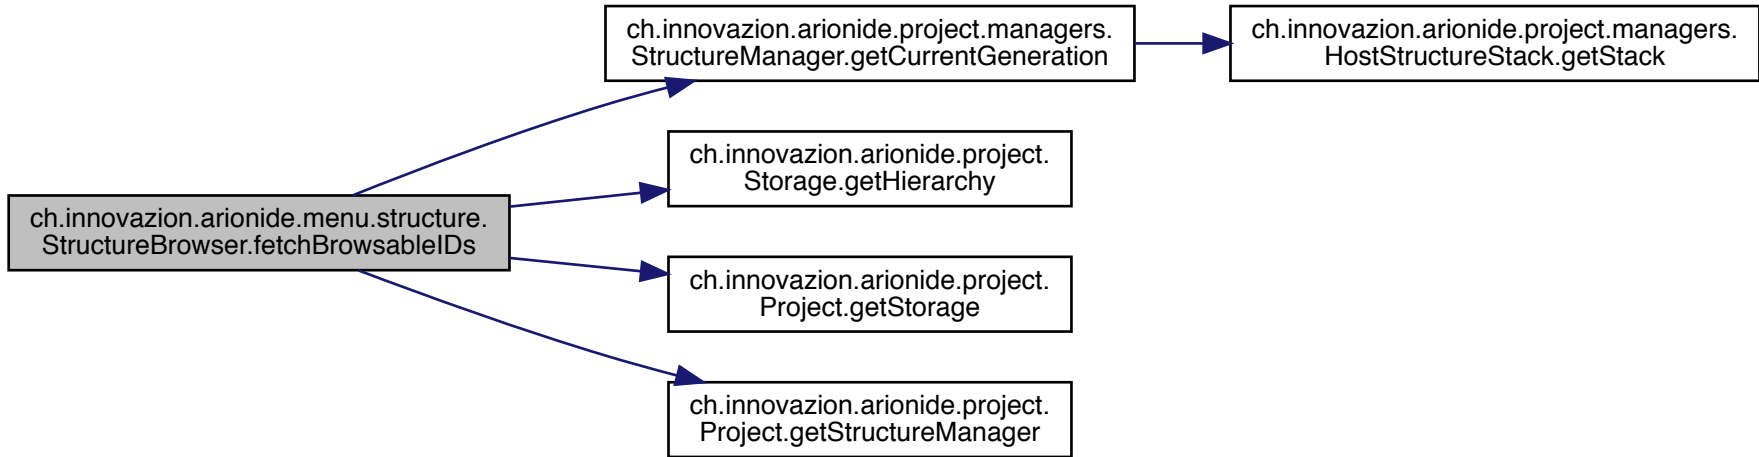 ch.innovazion.arionide.project.managers.
StructureManager.getCurrentGeneration
ch.innovazion.arionide.project.managers.
HostStructureStack.getStack
ch.innovazion.arionide.project.
Storage.getHierarchy
ch.innovazion.arionide.menu.structure.
StructureBrowser.fetchBrowsableIDs
ch.innovazion.arionide.project.
Project.getStorage
ch.innovazion.arionide.project.
Project.getStructureManager